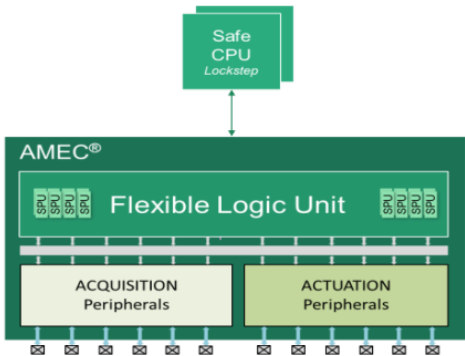 Safe
CPU
Lockstep
AMEC®
SPU SPU SPU SPU Flexible Logic Unit SPU SPU SPU SPU
ACQUISITION
Peripherals
ACTUATION
Peripherals